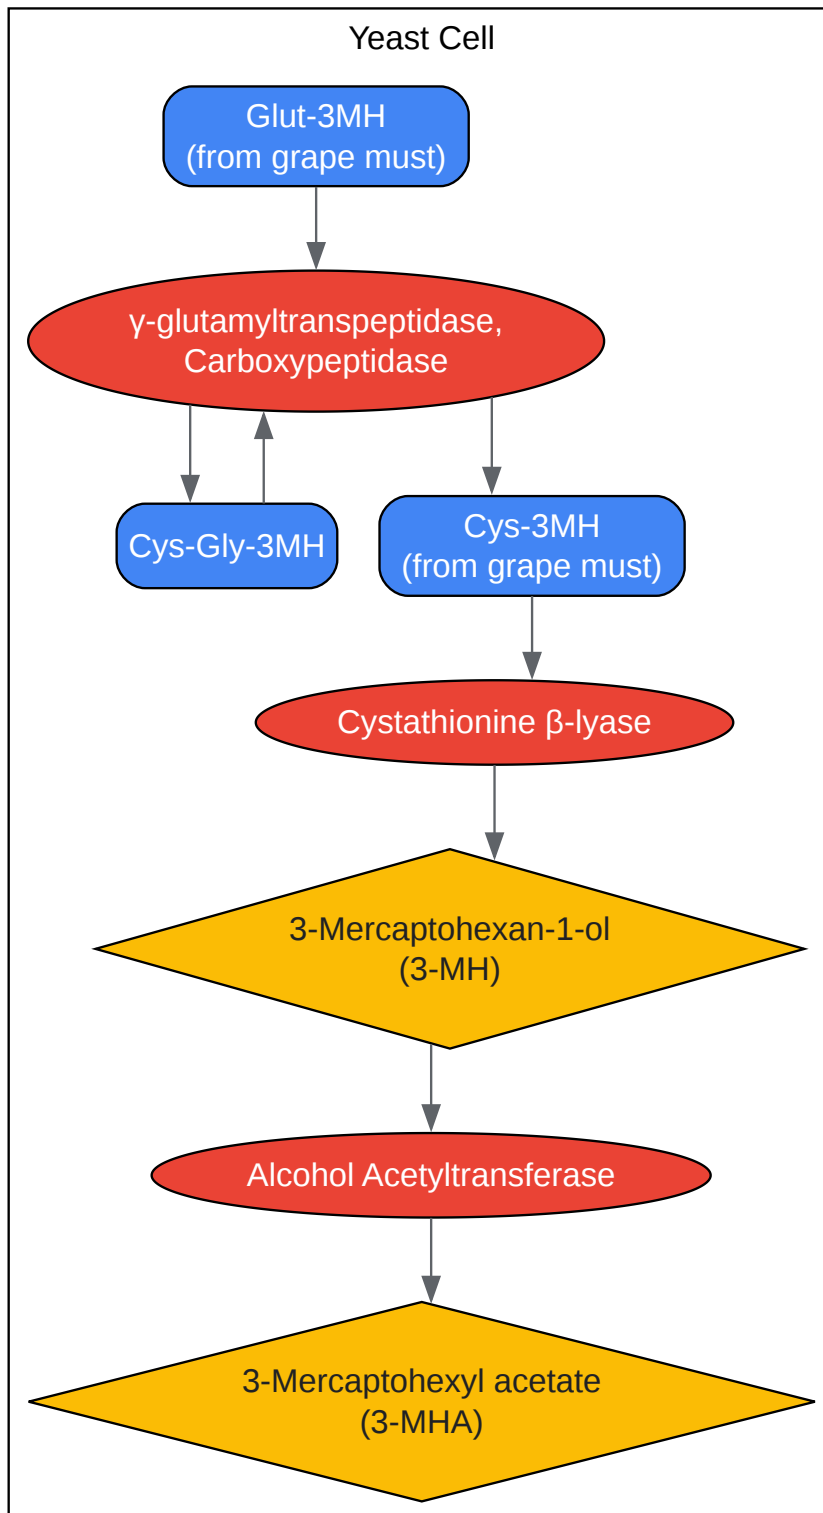 Yeast Cell
Glut-3MH
(from grape must)
γ-glutamyltranspeptidase,
Carboxypeptidase
Cys-Gly-3MH
Cys-3MH
(from grape must)
Cystathionine β-lyase
3-Mercaptohexan-1-ol
(3-MH)
Alcohol Acetyltransferase
3-Mercaptohexyl acetate
(3-MHA)